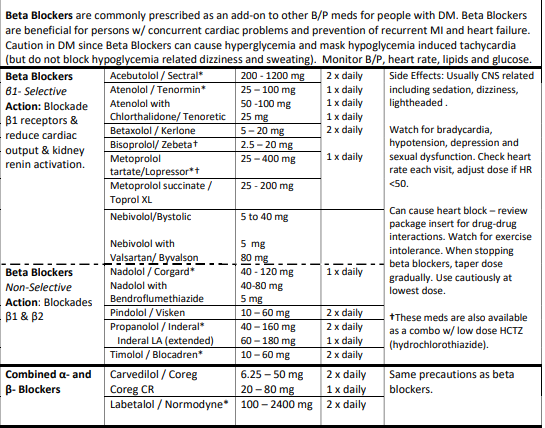 Beta Blockers are commonly prescribed as an add-on to other B/P meds for people with DM. Beta Blockers
are beneficial for persons w/ concurrent cardiac problems and prevention of recurrent MI and heart failure.
Caution in DM since Beta Blockers can cause hyperglycemia and mask hypoglycemia induced tachycardia
(but do not block hypoglycemia related dizziness and sweating). Monitor B/P, heart rate, lipids and glucose.
Beta Blockers
β1- Selective
Action: Blockade
β1 receptors &
reduce cardiac
output & kidney
renin activation.
Acebutolol / Sectral* 200 - 1200 mg 2 x daily
Atenolol / Tenormin* 25 – 100 mg 1 x daily
Atenolol with 50 -100 mg 1 x daily
Chlorthalidone/ Tenoretic 25 mg 1 x daily
Betaxolol / Kerlone 5 – 20 mg 2 x daily
Bisoprolol/ Zebeta† 2.5 – 20 mg
Metoprolol 25 – 400 mg 1 x daily
tartate/Lopressor*†
Metoprolol succinate / 25 - 200 mg
Toprol XL
Nebivolol/Bystolic 5 to 40 mg
Nebivolol with 5 mg
Valsartan/ Byvalson 80 mg
Side Effects: Usually CNS related
including sedation, dizziness,
lightheaded .
Watch for bradycardia,
hypotension, depression and
sexual dysfunction. Check heart
rate each visit, adjust dose if HR
<50.
Can cause heart block – review
package insert for drug-drug
interactions. Watch for exercise
intolerance. When stopping
beta blockers, taper dose
gradually. Use cautiously at
lowest dose.
†These meds are also available
as a combo w/ low dose HCTZ
(hydrochlorothiazide).
Beta Blockers
Non-Selective
Action: Blockades
β1 & β2
Nadolol / Corgard* 40 - 120 mg 1 x daily
Nadolol with 40-80 mg
Bendroflumethiazide 5 mg
Pindolol / Visken 10 – 60 mg 2 x daily
Propanolol / Inderal* 40 – 160 mg 2 x daily
Inderal LA (extended) 60 – 180 mg 1 x daily
Timolol / Blocadren* 10 – 60 mg 2 x daily
Combined α- and
β- Blockers
Carvedilol / Coreg 6.25 – 50 mg 2 x daily
Coreg CR 20 – 80 mg 1 x daily
Labetalol / Normodyne* 100 – 2400 mg 2 x daily
Same precautions as beta
blockers.